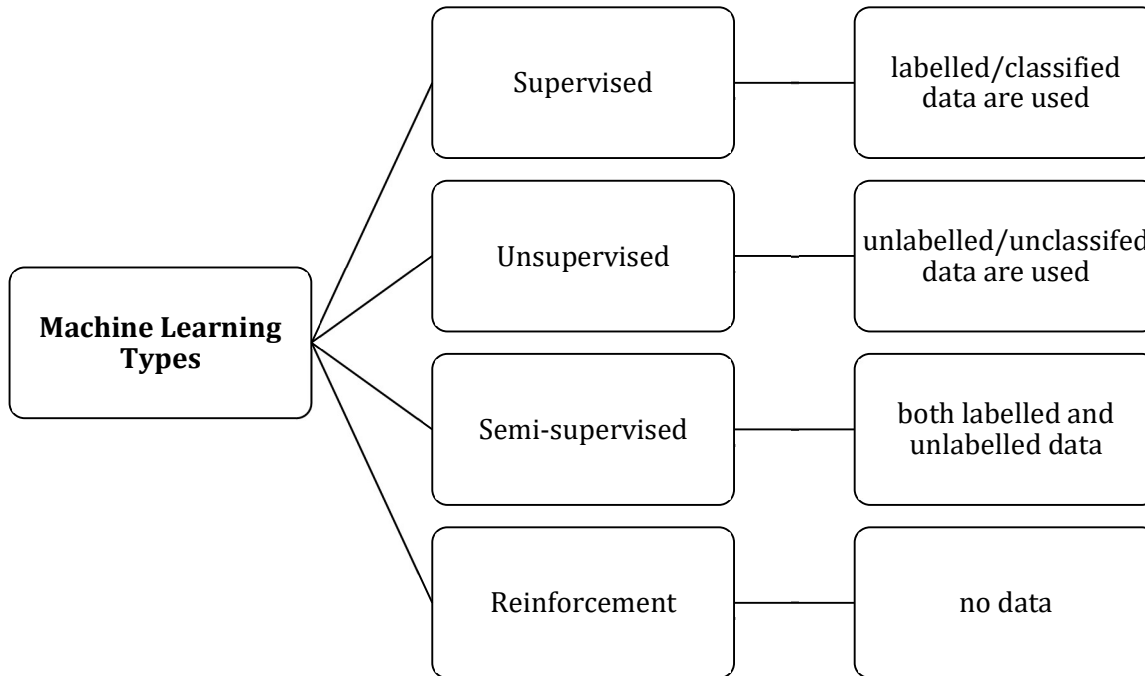 Machine Learning
Types
Supervised
labelled/classified
data are used
Unsupervised
unlabelled/unclassifed
data are used
Semi-supervised
both labelled and
unlabelled data
Reinforcement
no data